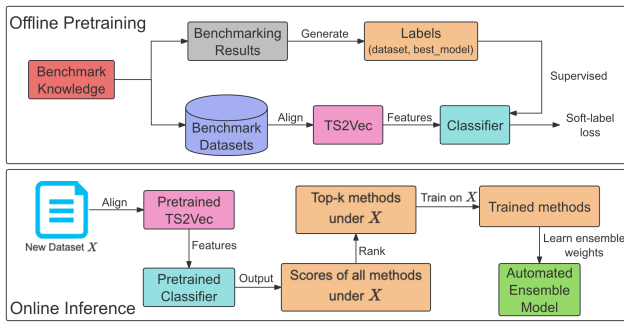 Offline Pretraining
Benchmark
Knowledge
Benchmarking
Results
Generate
Labels
(dataset, best_model)
Supervised
Benchmark
Datasets
Align
TS2Vec
Features
Classifier
Soft-label
loss
New Dataset X
Align
Pretrained
TS2Vec
Features
Pretrained
Classifier
Output
Scores of all methods
under X
Rank
Top-k methods
under X
Train on X
Trained methods
Learn ensemble
weights
Automated
Ensemble
Model
Online Inference